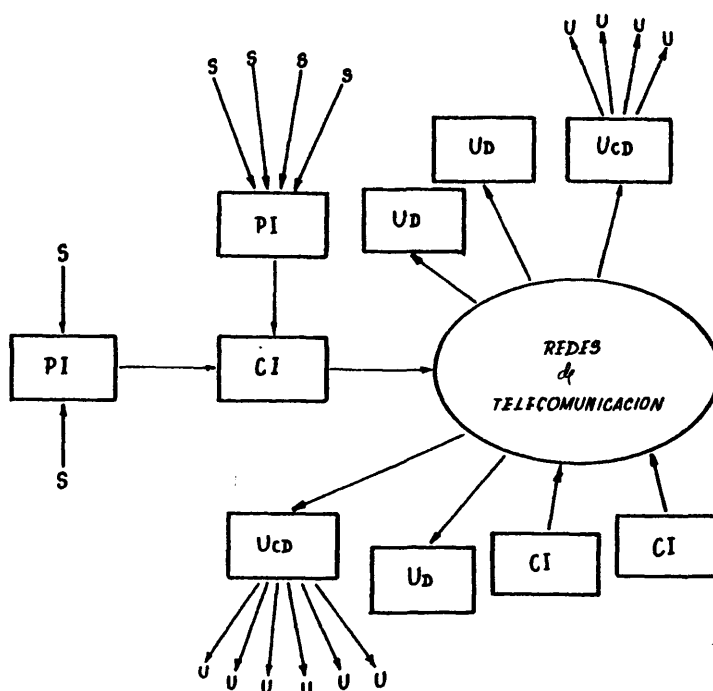 U U U U
S S S S
UD
UCD
PI
UD
S
PI
CI
REDES
de
TELECOMUNICACION
S
UCD
UD
CI
CI
U U U U U U